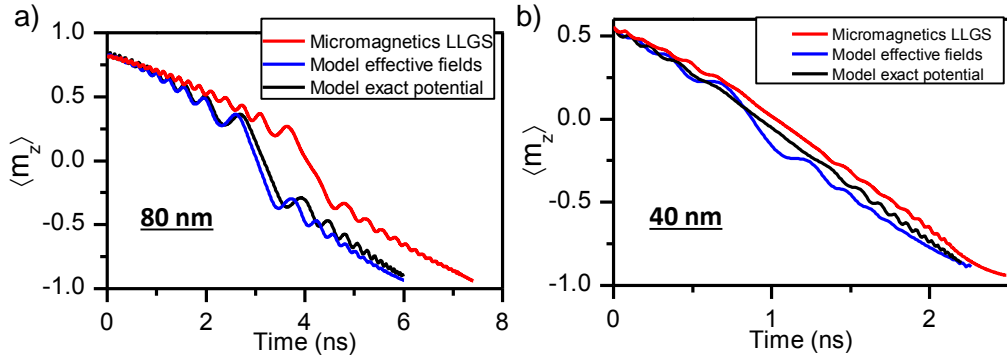 a)
1.0
0.5
0.0
-0.5
-1.0
⟨mz⟩
Micromagnetics LLGS
Model effective fields
Model exact potential
80 nm
0 2 4 6 8
Time (ns)
b)
0.5
0.0
-0.5
-1.0
⟨mz⟩
Micromagnetics LLGS
Model effective fields
Model exact potential
40 nm
0 1 2
Time (ns)